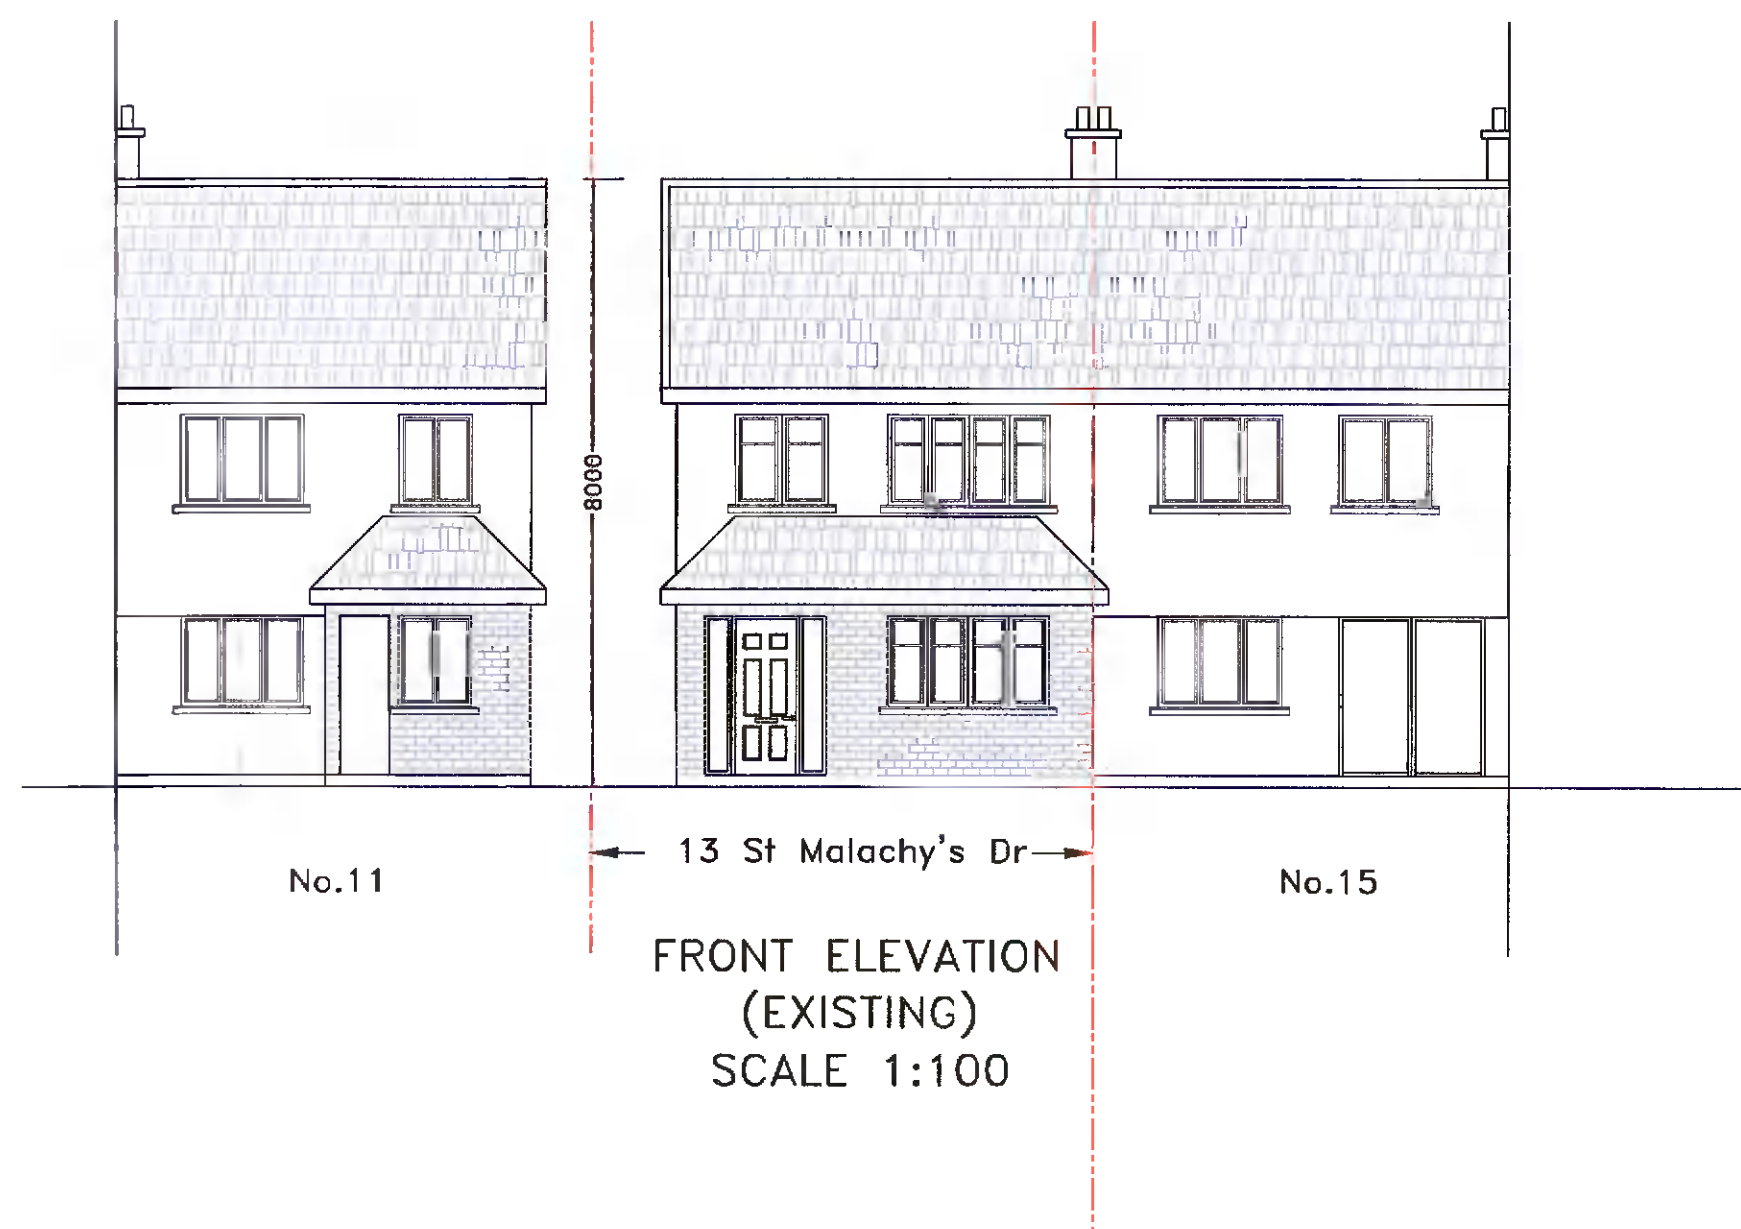 8000
13 St Malachy's Dr
No.11
No.15
FRONT ELEVATION
(EXISTING)
SCALE 1:100